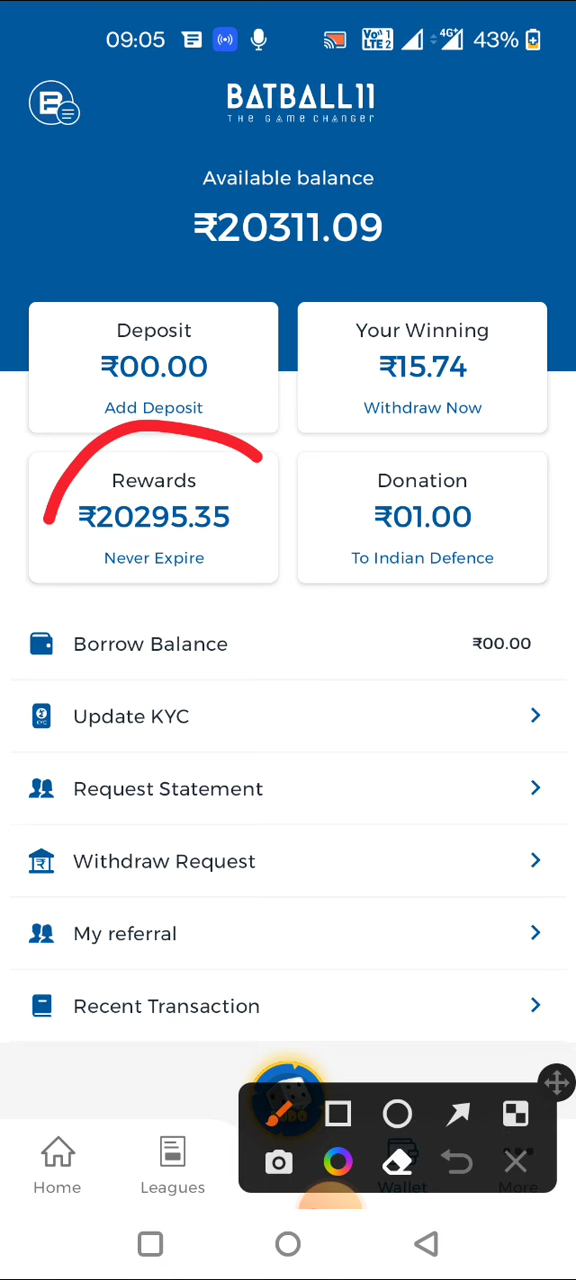 09:05 Vo)) 1 LTE 2 4G+ 43%
BATBALL11
THE GAME CHANGER
Available balance
₹20311.09
Deposit Your Winning
₹00.00 ₹15.74
Add Deposit Withdraw Now
Rewards Donation
₹20295.35 ₹01.00
Never Expire To Indian Defence
Borrow Balance ₹00.00
Update KYC
Request Statement
Withdraw Request
My referral
Recent Transaction
Home Leagues Wallet More